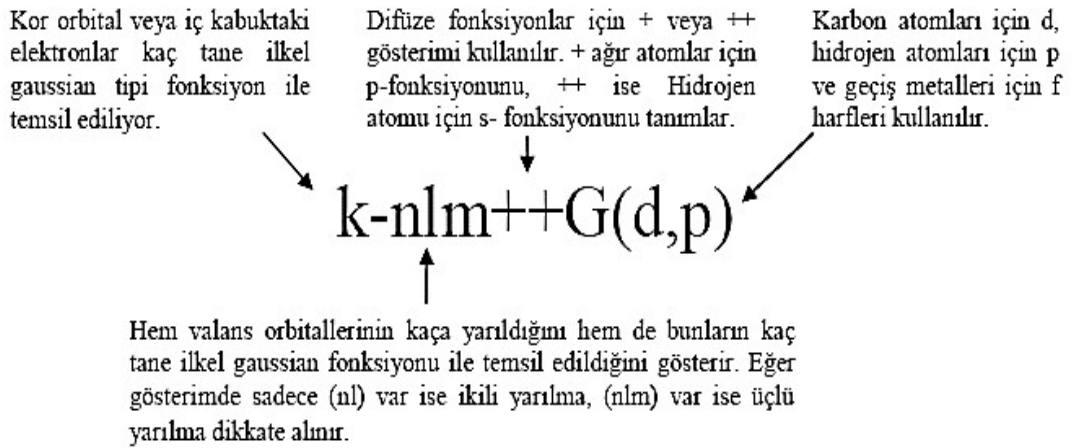 Kor orbital veya iç kabuktaki
elektronlar kaç tane ilkel
gaussian tipi fonksiyon ile
temsil ediliyor.
Difüze fonksiyonlar için + veya ++
gösterimi kullanılır. + ağır atomlar için
p-fonksiyonunu, ++ ise Hidrojen
atomu için s- fonksiyonunu tanımlar.
Karbon atomları için d,
hidrojen atomları için p
ve geçiş metalleri için f
harfleri kullanılır.
k-nlm++G(d,p)
Hem valans orbitallerinin kaça yarıldığını hem de bunların kaç
tane ilkel gaussian fonksiyonu ile temsil edildiğini gösterir. Eğer
gösterimde sadece (nl) var ise ikili yarılma, (nlm) var ise üçlü
yarılma dikkate alınır.